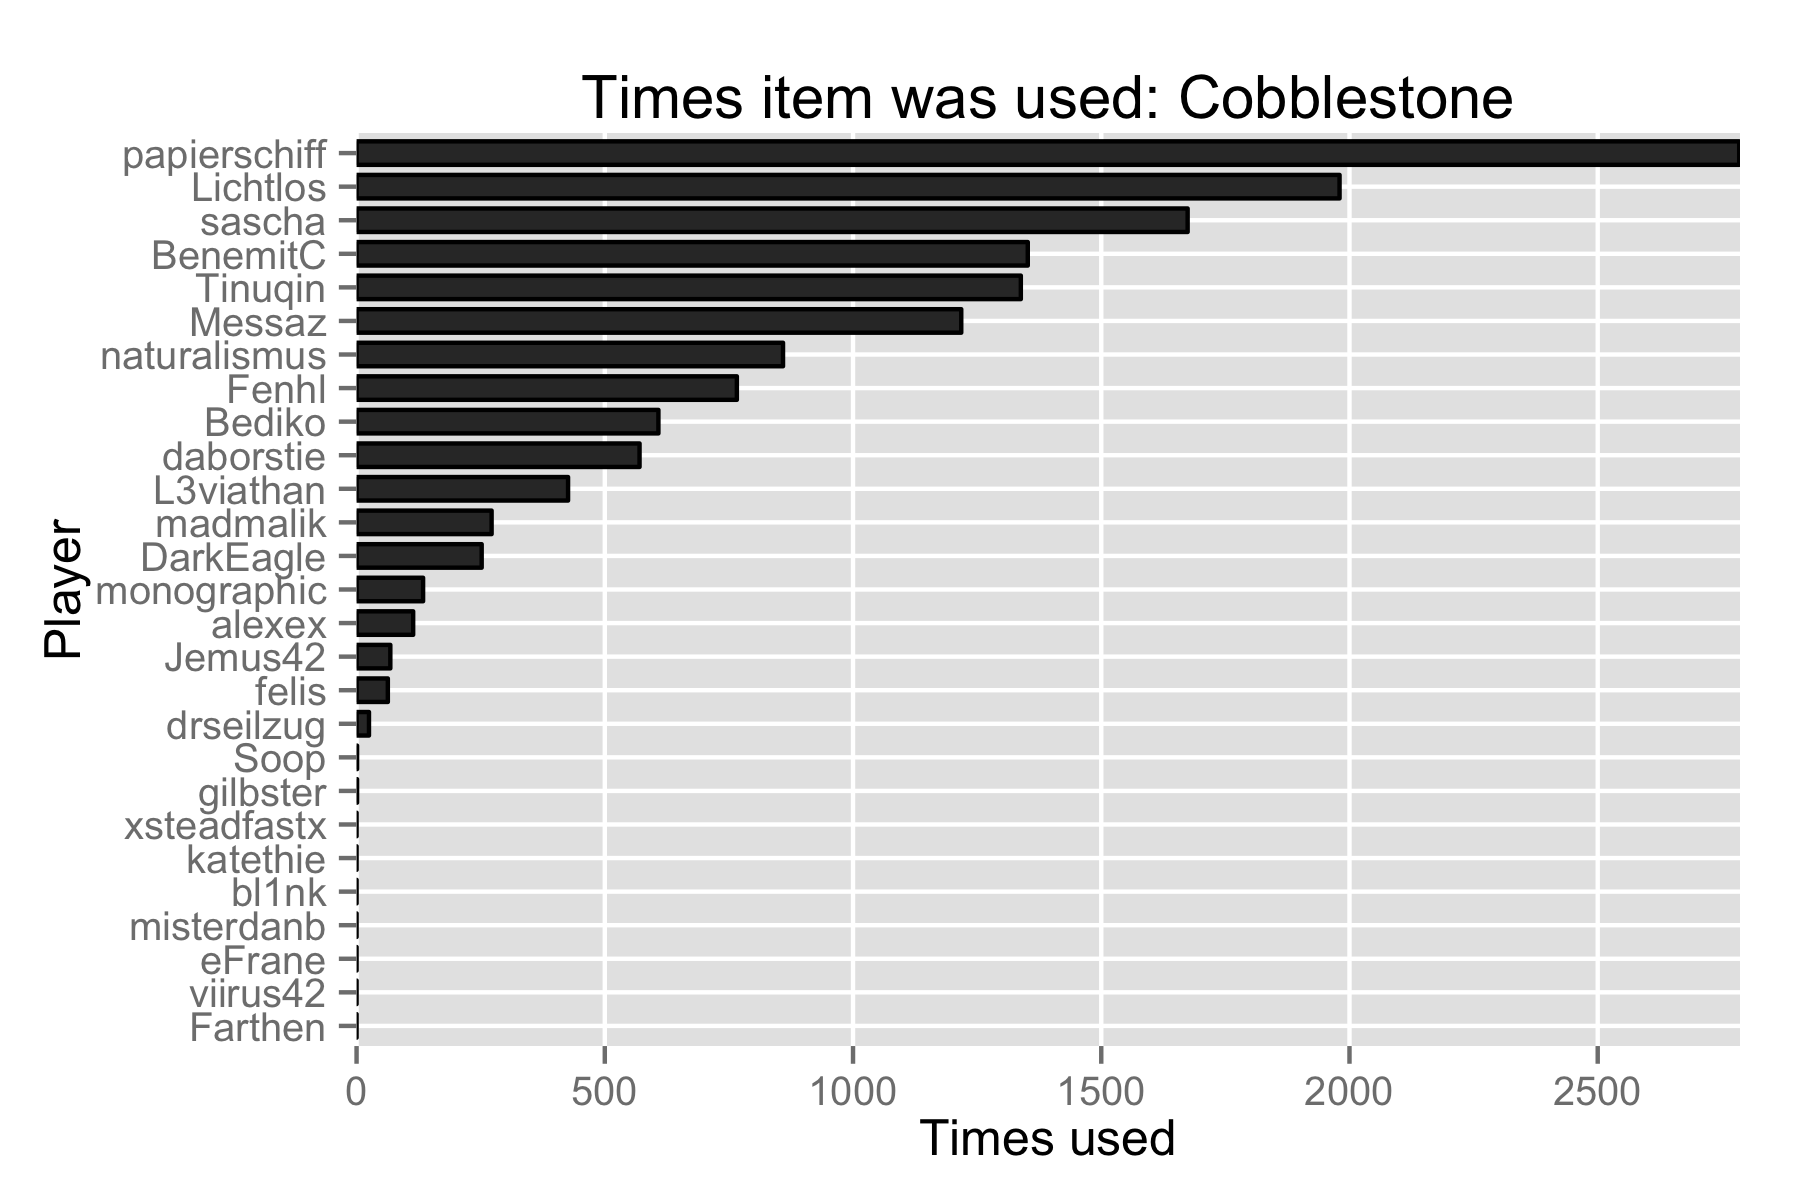 Times item was used: Cobblestone
papierschiff
Lichtlos
sascha
BenemitC
Tinuqin
Messaz
naturalismus
Fenhl
Bediko
daborstie
L3viathan
madmalik
DarkEagle
monographic
alexex
Jemus42
felis
drseilzug
Soop
gilbster
xsteadfastx
katethie
bl1nk
misterdanb
eFrane
viirus42
Farthen
Player
0 500 1000 1500 2000 2500
Times used